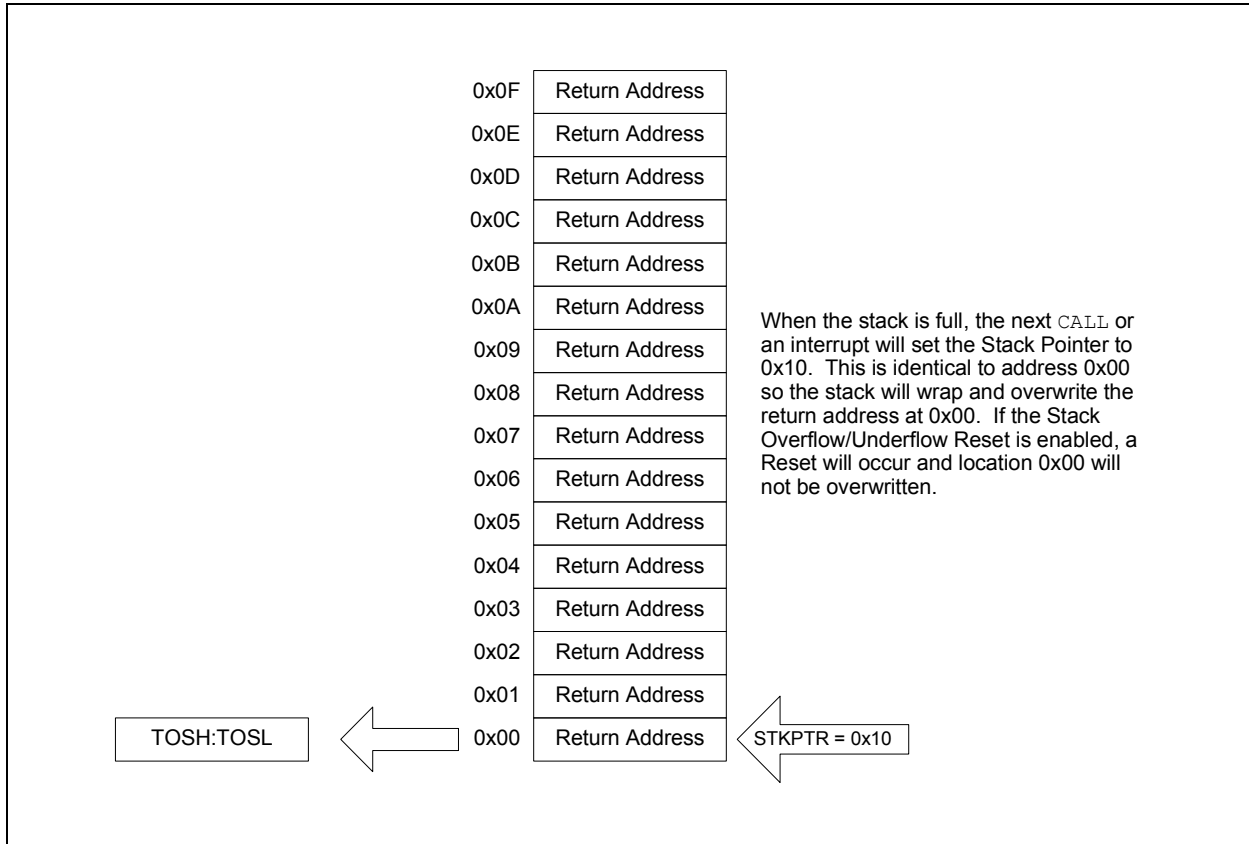 0x0F Return Address
0x0E Return Address
0x0D Return Address
0x0C Return Address
0x0B Return Address
0x0A Return Address
0x09 Return Address
0x08 Return Address
0x07 Return Address
0x06 Return Address
0x05 Return Address
0x04 Return Address
0x03 Return Address
0x02 Return Address
0x01 Return Address
TOSH:TOSL 0x00 Return Address STKPTR = 0x10
When the stack is full, the next CALL or
an interrupt will set the Stack Pointer to
0x10. This is identical to address 0x00
so the stack will wrap and overwrite the
return address at 0x00. If the Stack
Overflow/Underflow Reset is enabled, a
Reset will occur and location 0x00 will
not be overwritten.